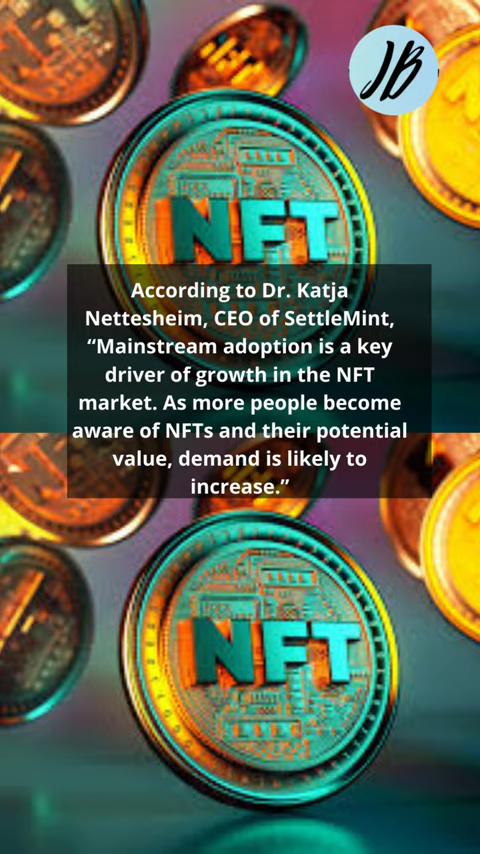 JB
NFT
According to Dr. Katja
Nettesheim, CEO of SettleMint,
“Mainstream adoption is a key
driver of growth in the NFT
market. As more people become
aware of NFTs and their potential
value, demand is likely to
increase.”
NFT